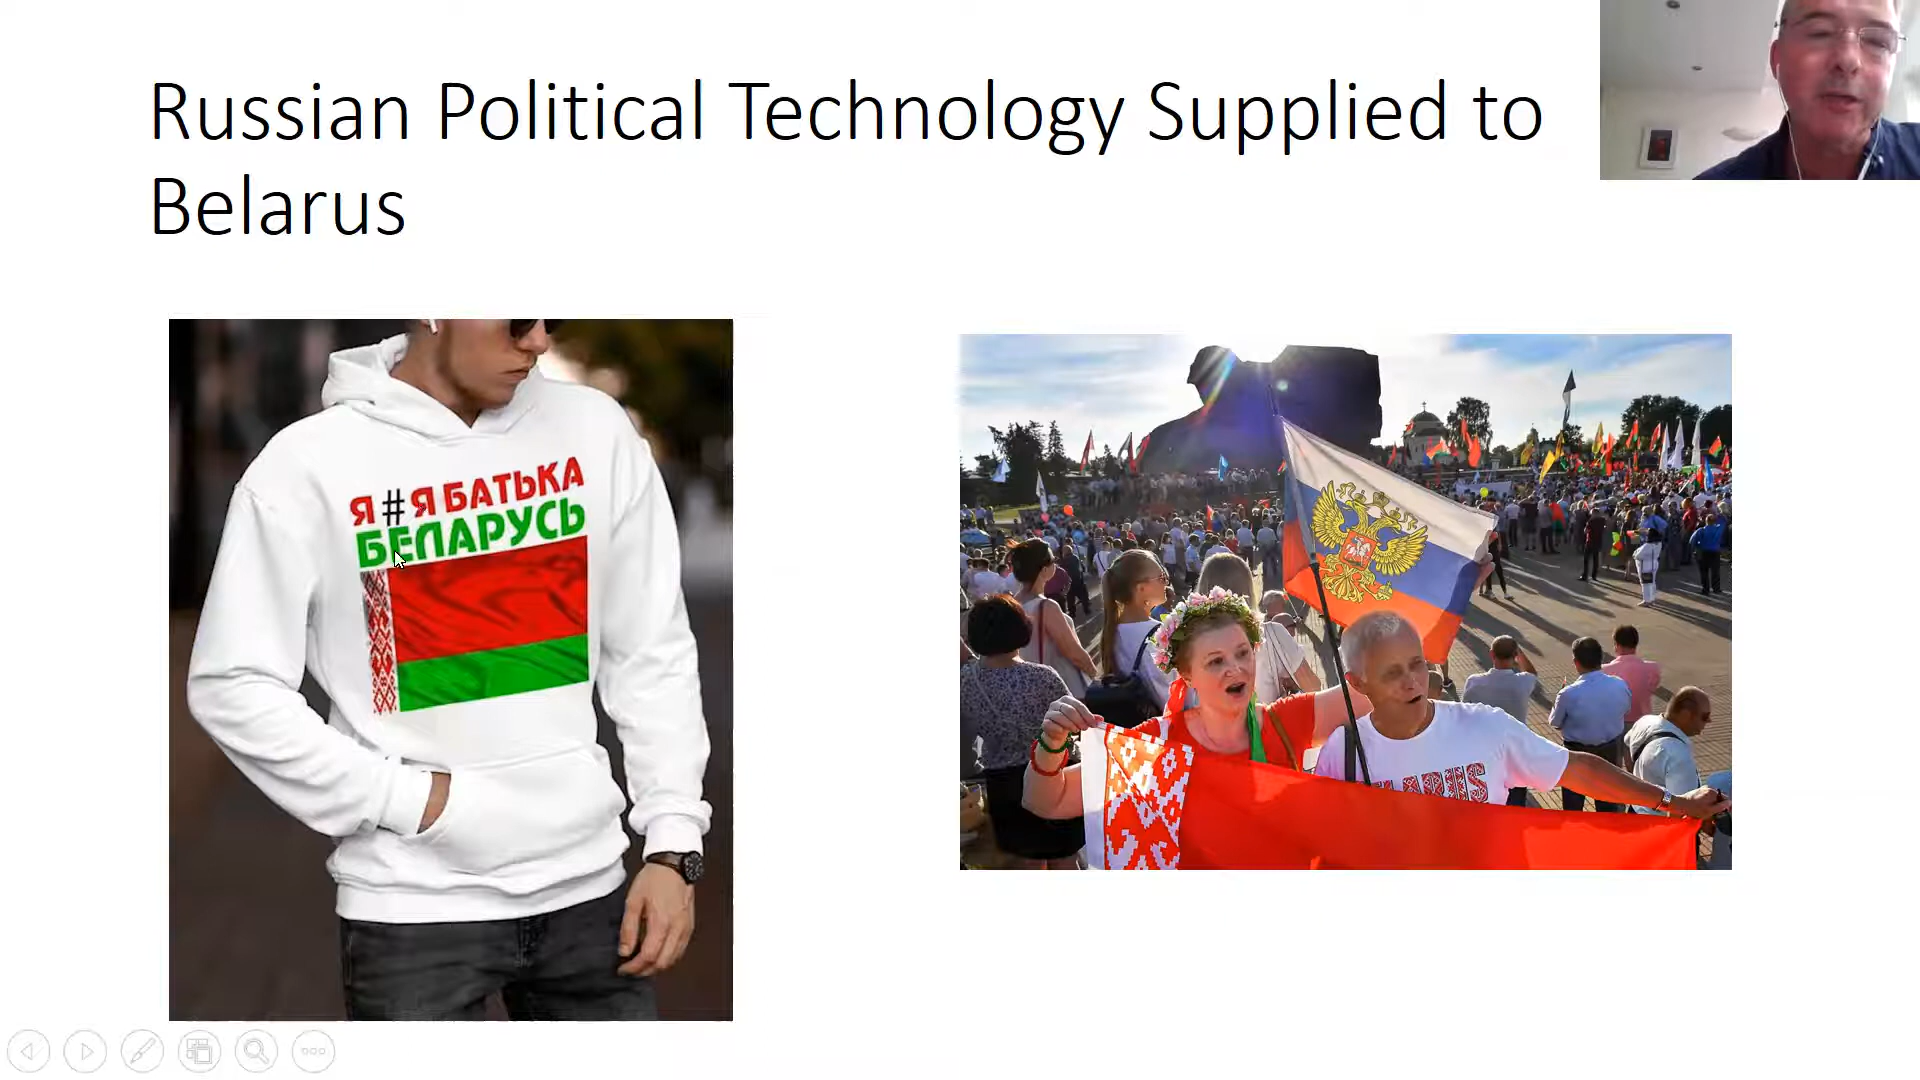 Russian Political Technology Supplied to
Belarus
Я#Я БАТЬКА
БЕЛАРУСЬ